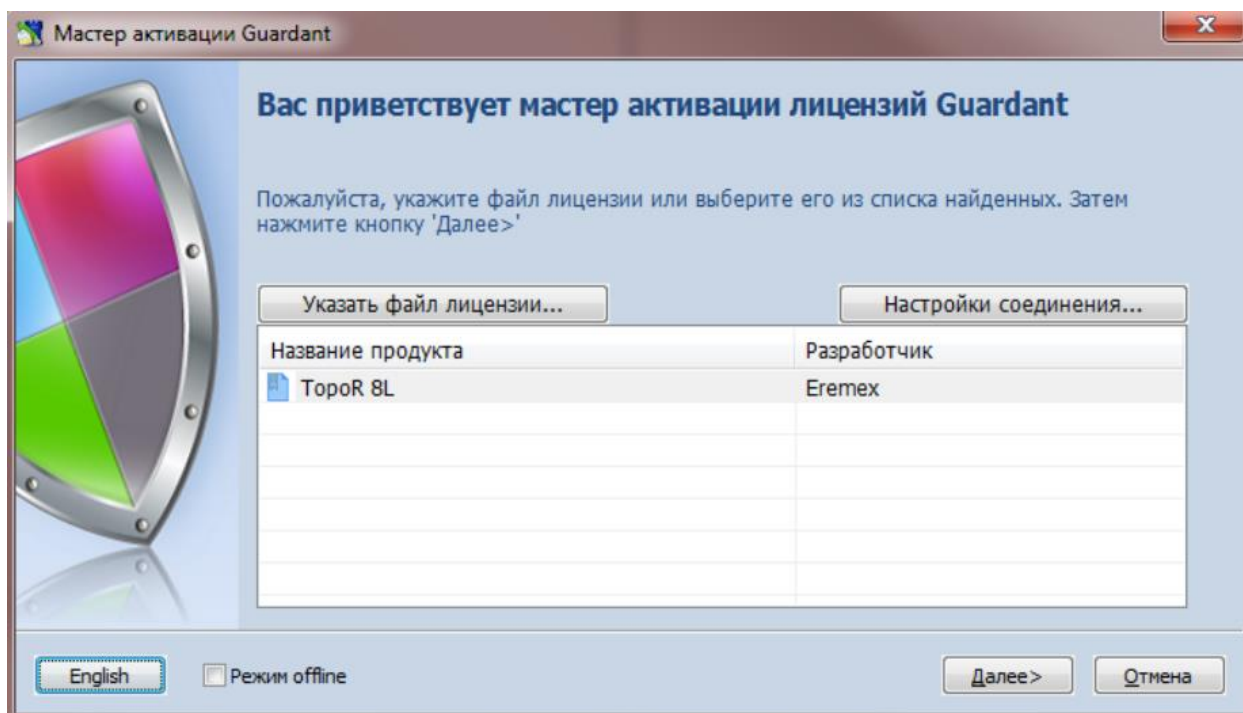 Мастер активации Guardant
Вас приветствует мастер активации лицензий Guardant
Пожалуйста, укажите файл лицензии или выберите его из списка найденных. Затем
нажмите кнопку 'Далее>'
Указать файл лицензии... Настройки соединения...
Название продукта Разработчик
TopoR 8L Eremex
English Режим offline Далее> Отмена